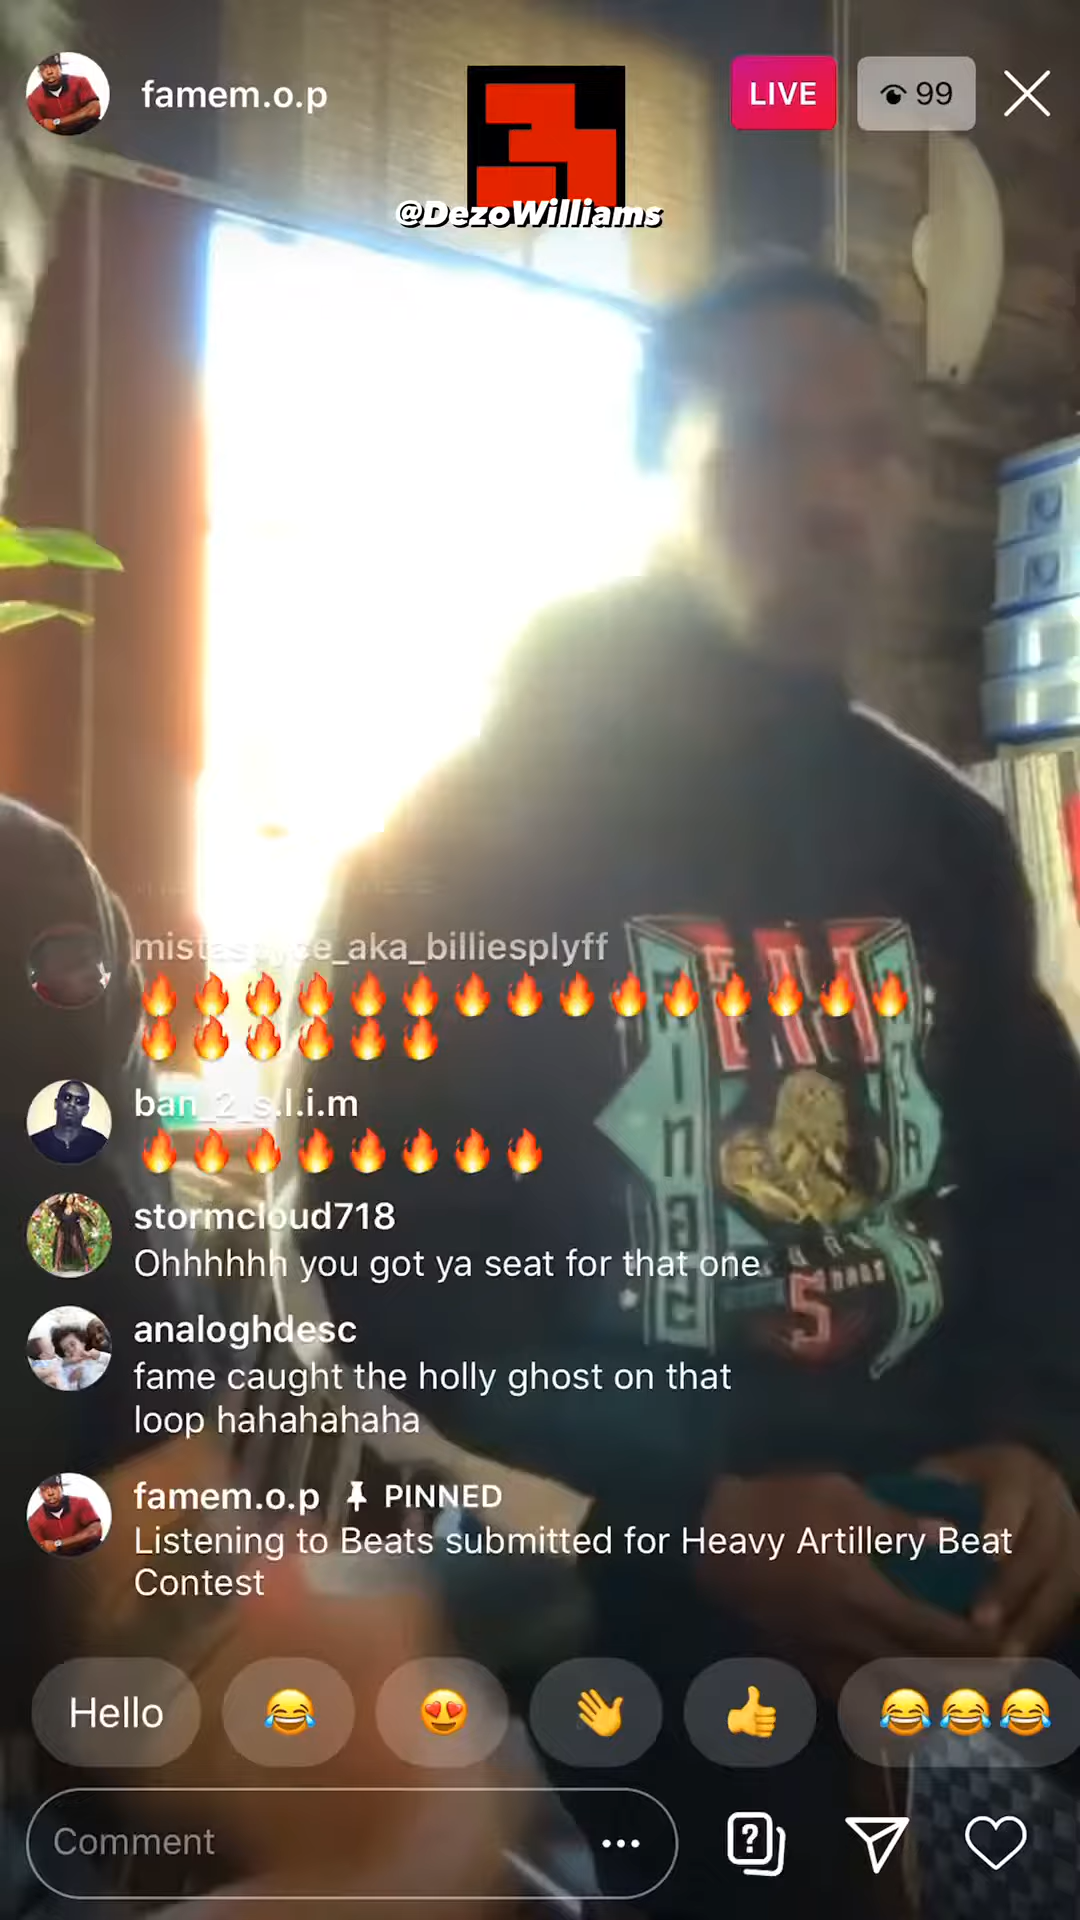 famem.o.p
LIVE
99
@DezoWilliams
ban_2_s.l.i.m
stormcloud718
Ohhhhhh you got ya seat for that one
analoghdesc
fame caught the holly ghost on that
loop hahahahaha
famem.o.p PINNED
Listening to Beats submitted for Heavy Artillery Beat
Contest
Hello
Comment